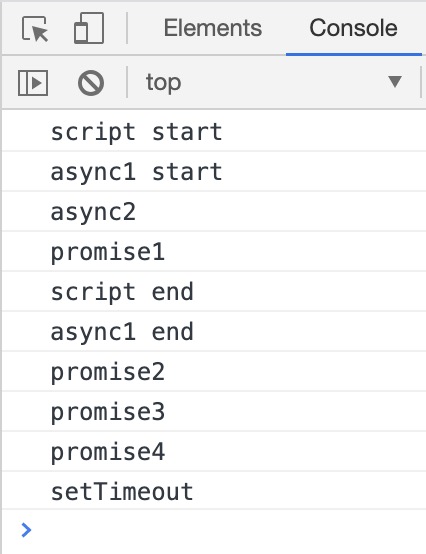 Elements Console
top
script start
async1 start
async2
promise1
script end
async1 end
promise2
promise3
promise4
setTimeout